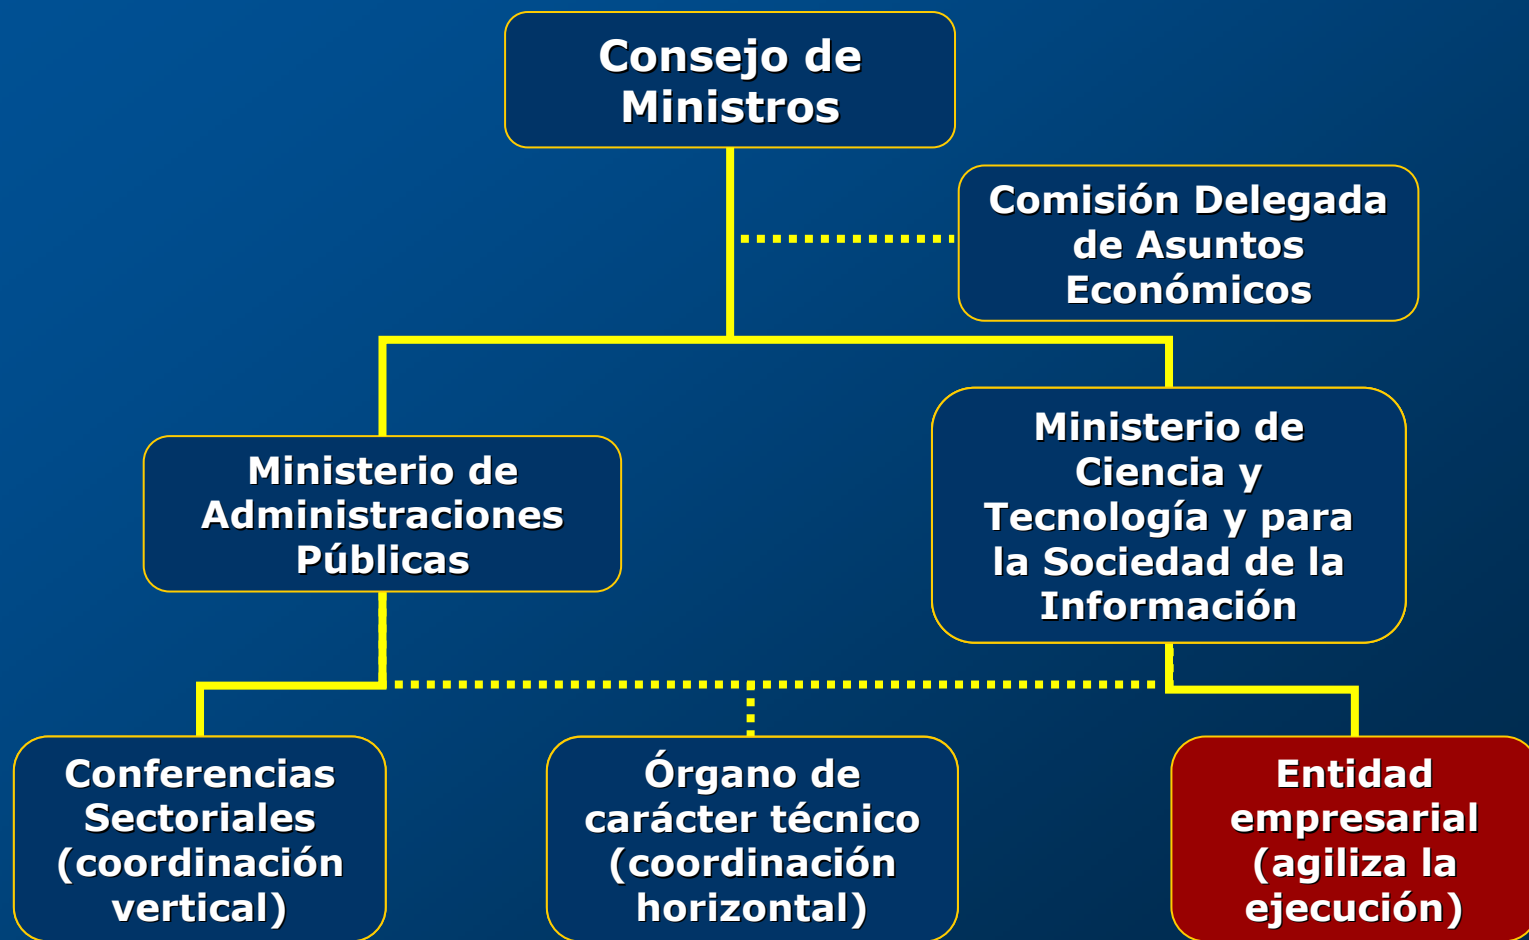 Consejo de
Ministros
Comisión Delegada
de Asuntos
Económicos
Ministerio de
Administraciones
Públicas
Ministerio de
Ciencia y
Tecnología y para
la Sociedad de la
Información
Conferencias
Sectoriales
(coordinación
vertical)
Órgano de
carácter técnico
(coordinación
horizontal)
Entidad
empresarial
(agiliza la
ejecución)